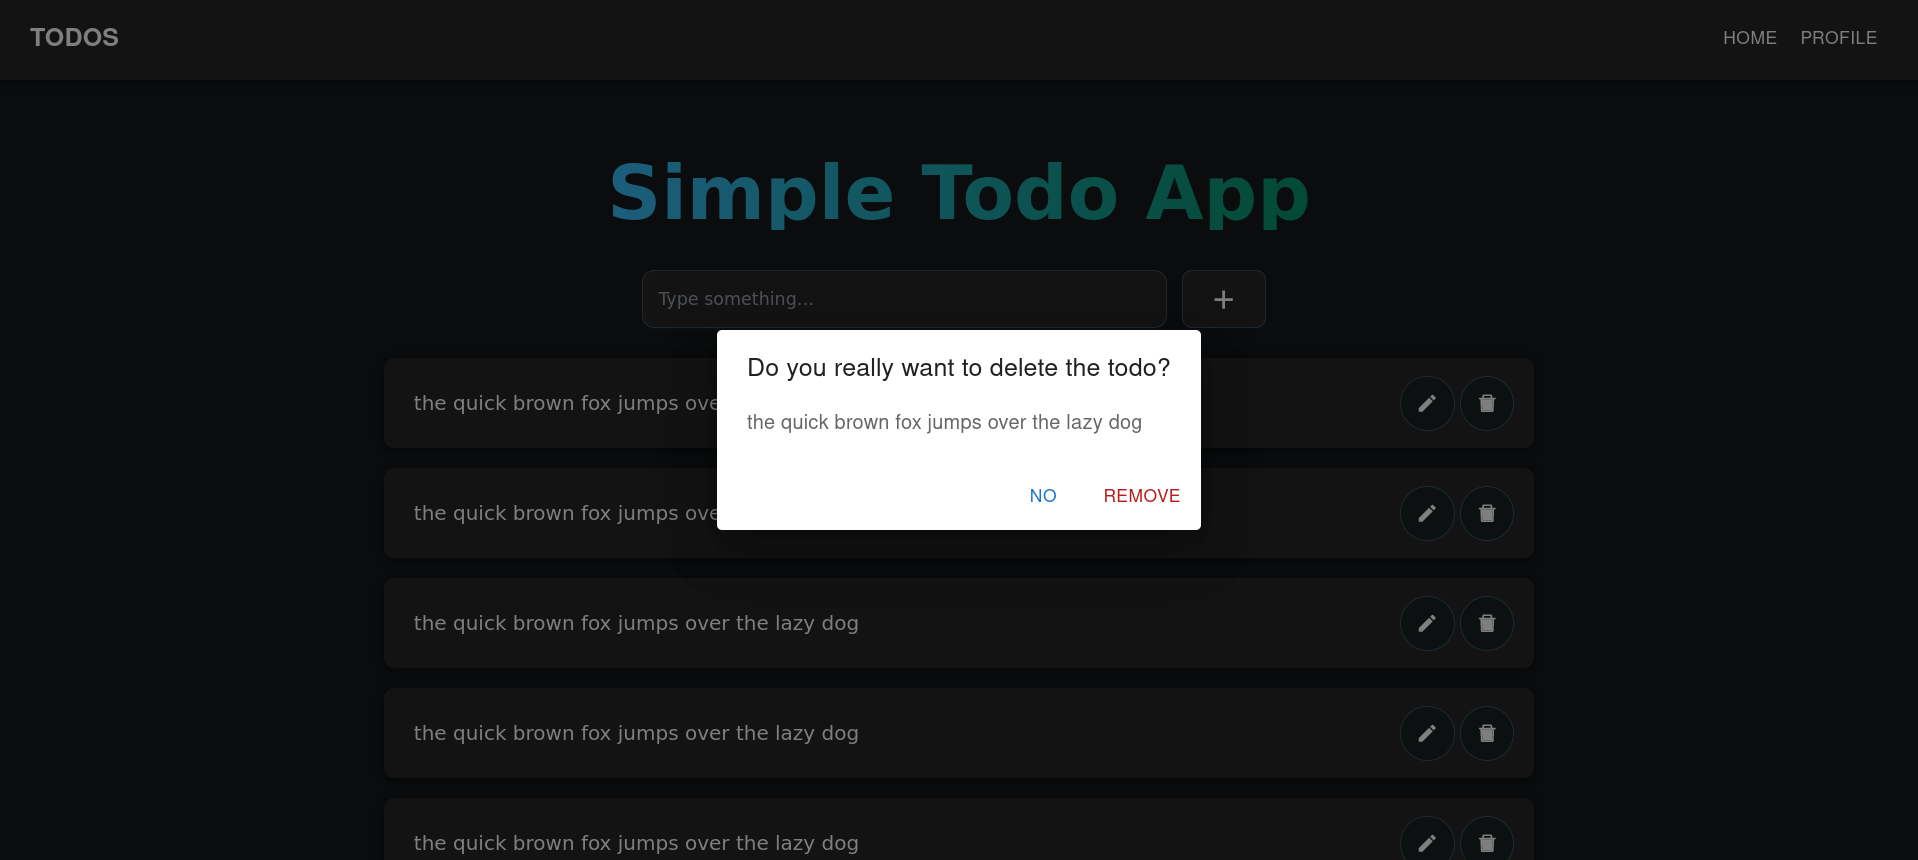 TODOS
HOME PROFILE
Simple Todo App
Type something...
+
the quick brown fox jumps ove
Do you really want to delete the todo?
the quick brown fox jumps over the lazy dog
NO REMOVE
the quick brown fox jumps ove
the quick brown fox jumps over the lazy dog
the quick brown fox jumps over the lazy dog
the quick brown fox jumps over the lazy dog